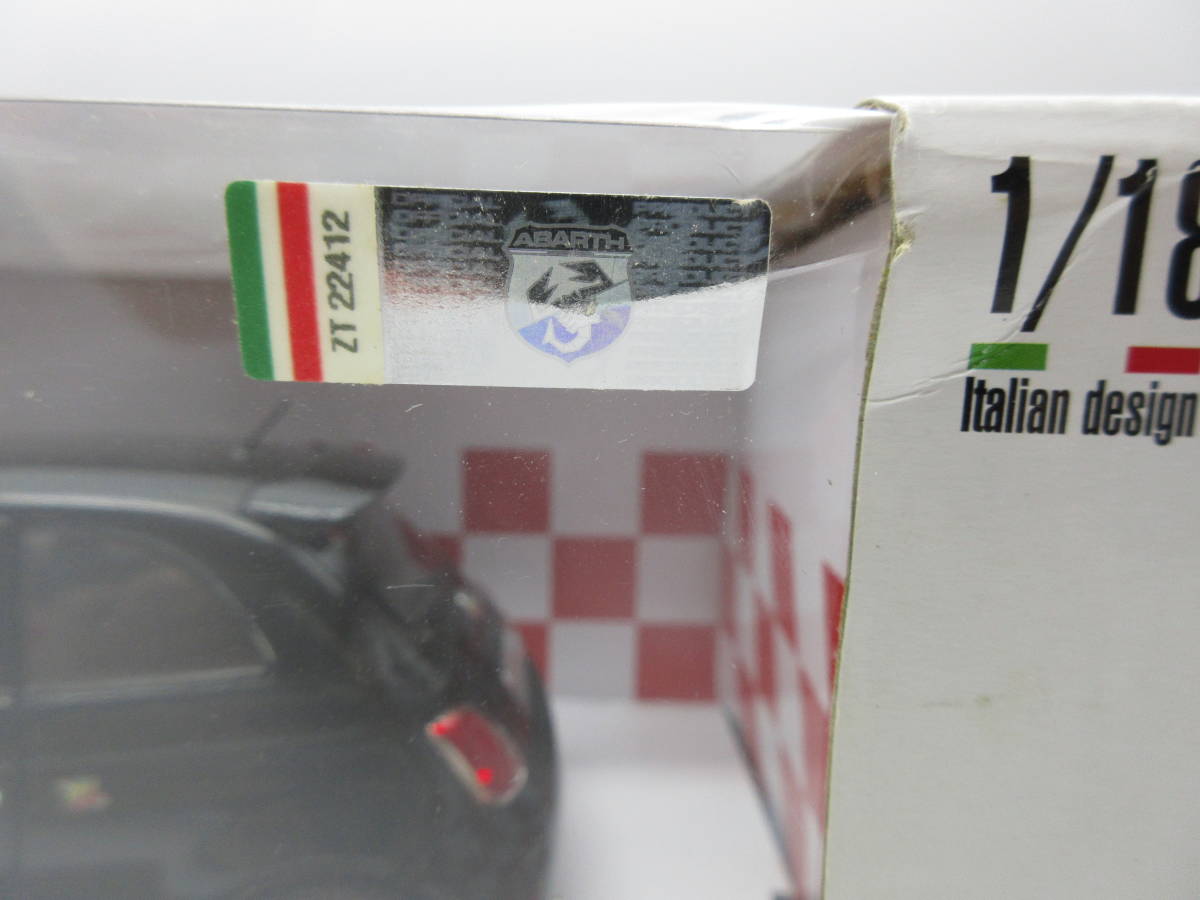 ZT 22412
ABARTH
1/18
Italian design